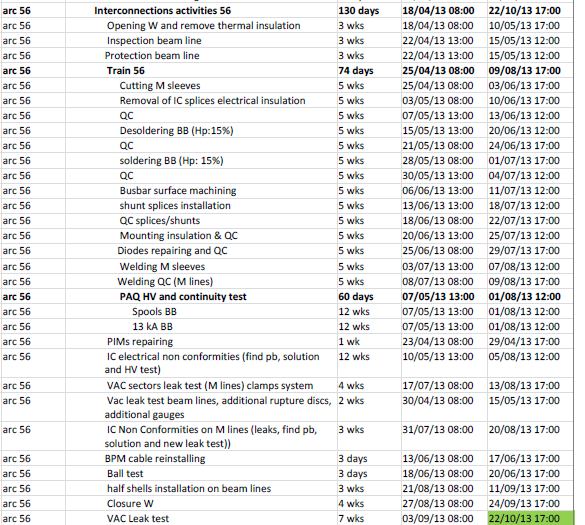 arc 56 Interconnections activities 56 130 days 18/04/13 08:00 22/10/13 17:00
arc 56 Opening W and remove thermal insulation 3 wks 18/04/13 08:00 10/05/13 17:00
arc 56 Inspection beam line 3 wks 22/04/13 13:00 15/05/13 12:00
arc 56 Protection beam line 3 wks 22/04/13 13:00 15/05/13 12:00
arc 56 Train 56 74 days 25/04/13 08:00 09/08/13 17:00
arc 56 Cutting M sleeves 5 wks 25/04/13 08:00 03/06/13 17:00
arc 56 Removal of IC splices electrical insulation 5 wks 03/05/13 08:00 10/06/13 17:00
arc 56 QC 5 wks 07/05/13 13:00 13/06/13 12:00
arc 56 Desoldering BB (Hp:15%) 5 wks 15/05/13 13:00 20/06/13 12:00
arc 56 QC 5 wks 21/05/13 08:00 24/06/13 17:00
arc 56 soldering BB (Hp: 15%) 5 wks 28/05/13 08:00 01/07/13 17:00
arc 56 QC 5 wks 30/05/13 13:00 04/07/13 12:00
arc 56 Busbar surface machining 5 wks 06/06/13 13:00 11/07/13 12:00
arc 56 shunt splices installation 5 wks 13/06/13 13:00 18/07/13 12:00
arc 56 QC splices/shunts 5 wks 18/06/13 08:00 22/07/13 17:00
arc 56 Mounting insulation & QC 5 wks 20/06/13 13:00 25/07/13 12:00
arc 56 Diodes repairing and QC 5 wks 25/06/13 08:00 29/07/13 17:00
arc 56 Welding M sleeves 5 wks 03/07/13 13:00 07/08/13 12:00
arc 56 Welding QC (M lines) 5 wks 08/07/13 08:00 09/08/13 17:00
arc 56 PAQ HV and continuity test 60 days 07/05/13 13:00 01/08/13 12:00
arc 56 Spools BB 12 wks 07/05/13 13:00 01/08/13 12:00
arc 56 13 kA BB 12 wks 07/05/13 13:00 01/08/13 12:00
arc 56 PIMs repairing 1 wk 23/04/13 08:00 29/04/13 17:00
arc 56 IC electrical non conformities (find pb, solution 12 wks 10/05/13 13:00 05/08/13 12:00
and HV test)
arc 56 VAC sectors leak test (M lines) clamps system 4 wks 17/07/13 08:00 13/08/13 17:00
arc 56 Vac leak test beam lines, additional rupture discs, 2 wks 30/04/13 08:00 15/05/13 17:00
additional gauges
arc 56 IC Non Conformities on M lines (leaks, find pb, 3 wks 31/07/13 08:00 20/08/13 17:00
solution and new leak test))
arc 56 BPM cable reinstalling 3 days 13/06/13 08:00 17/06/13 17:00
arc 56 Ball test 3 days 18/06/13 08:00 20/06/13 17:00
arc 56 half shells installation on beam lines 3 wks 21/08/13 08:00 11/09/13 17:00
arc 56 Closure W 4 wks 27/08/13 08:00 24/09/13 17:00
arc 56 VAC Leak test 7 wks 03/09/13 08:00 22/10/13 17:00